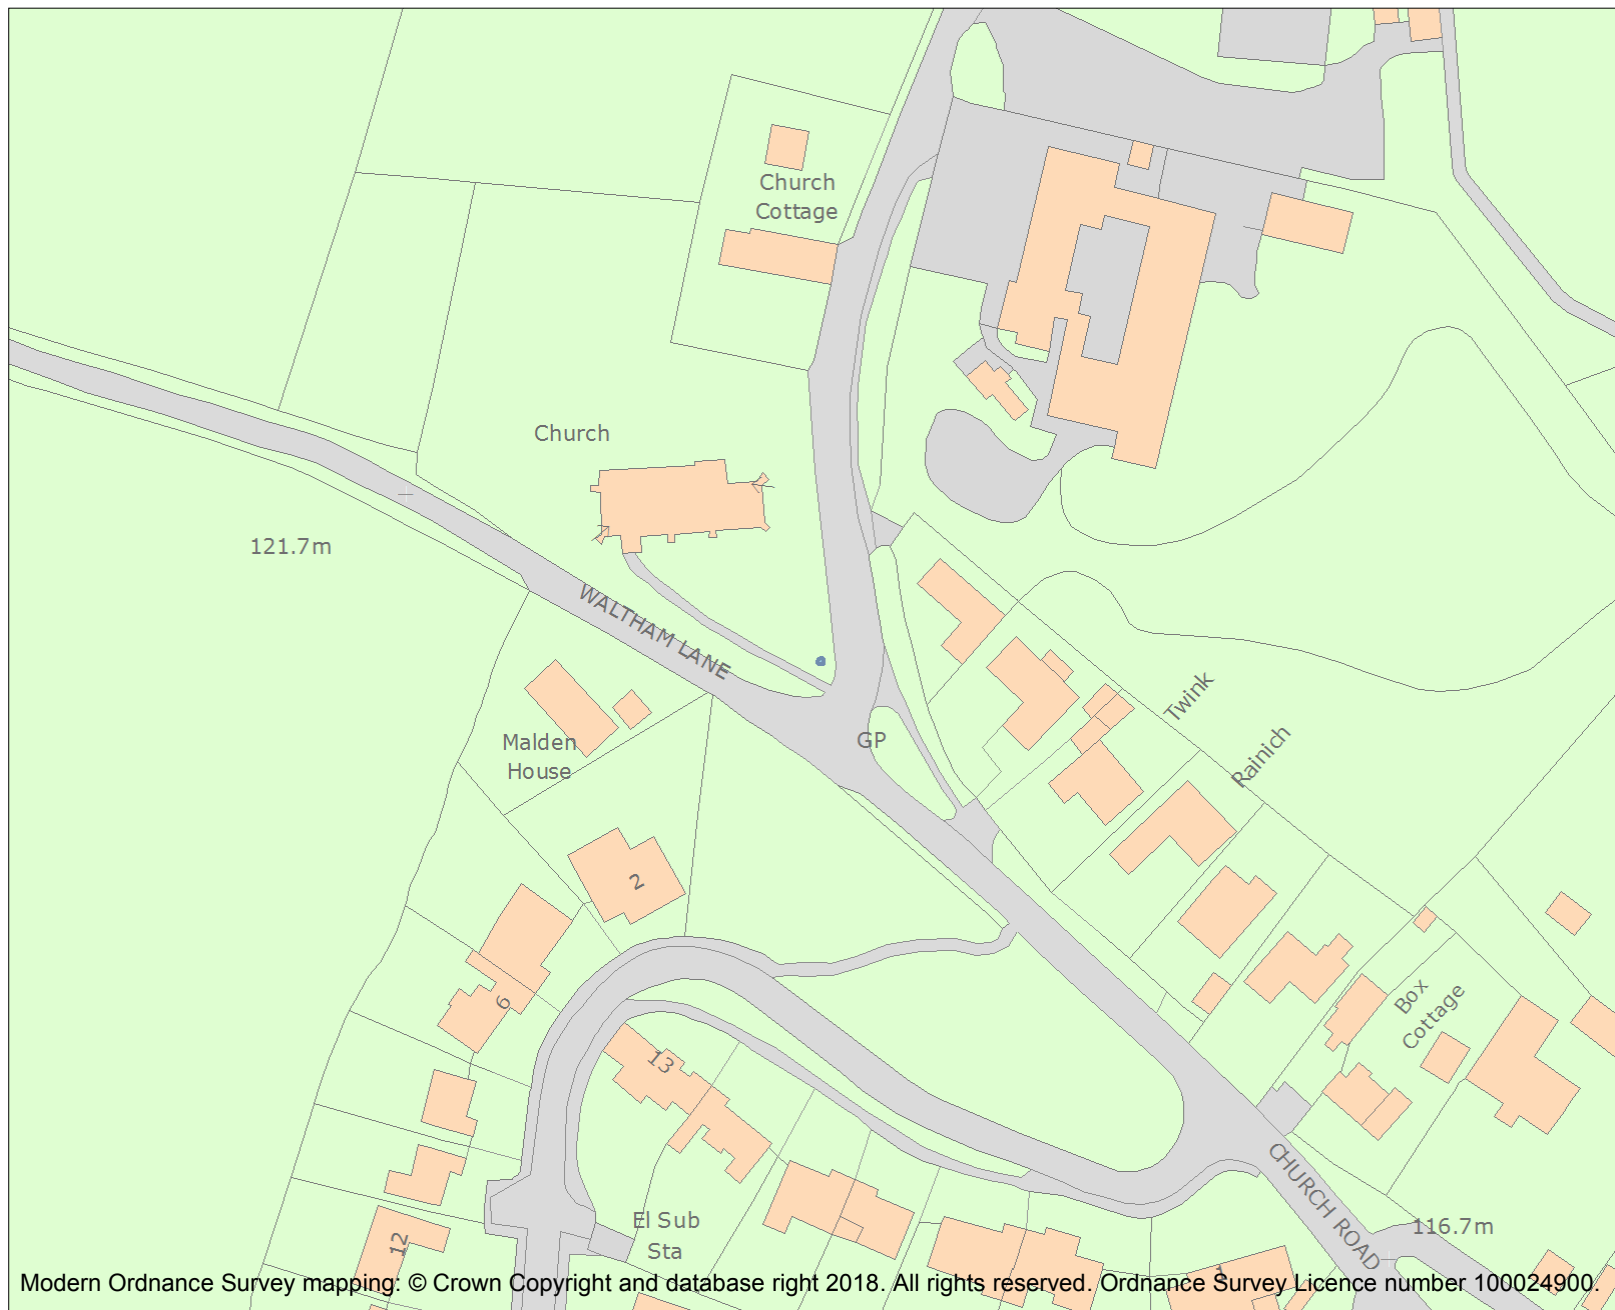 Church
Cottage
Church
121.7m
WALTHAM LANE
Malden
House
GP
Twink
Rainich
2
6
13
Box
Cottage
El Sub
Sta
12
CHURCH ROAD
116.7m
1
Modern Ordnance Survey mapping: © Crown Copyright and database right 2018. All rights reserved. Ordnance Survey Licence number 100024900.